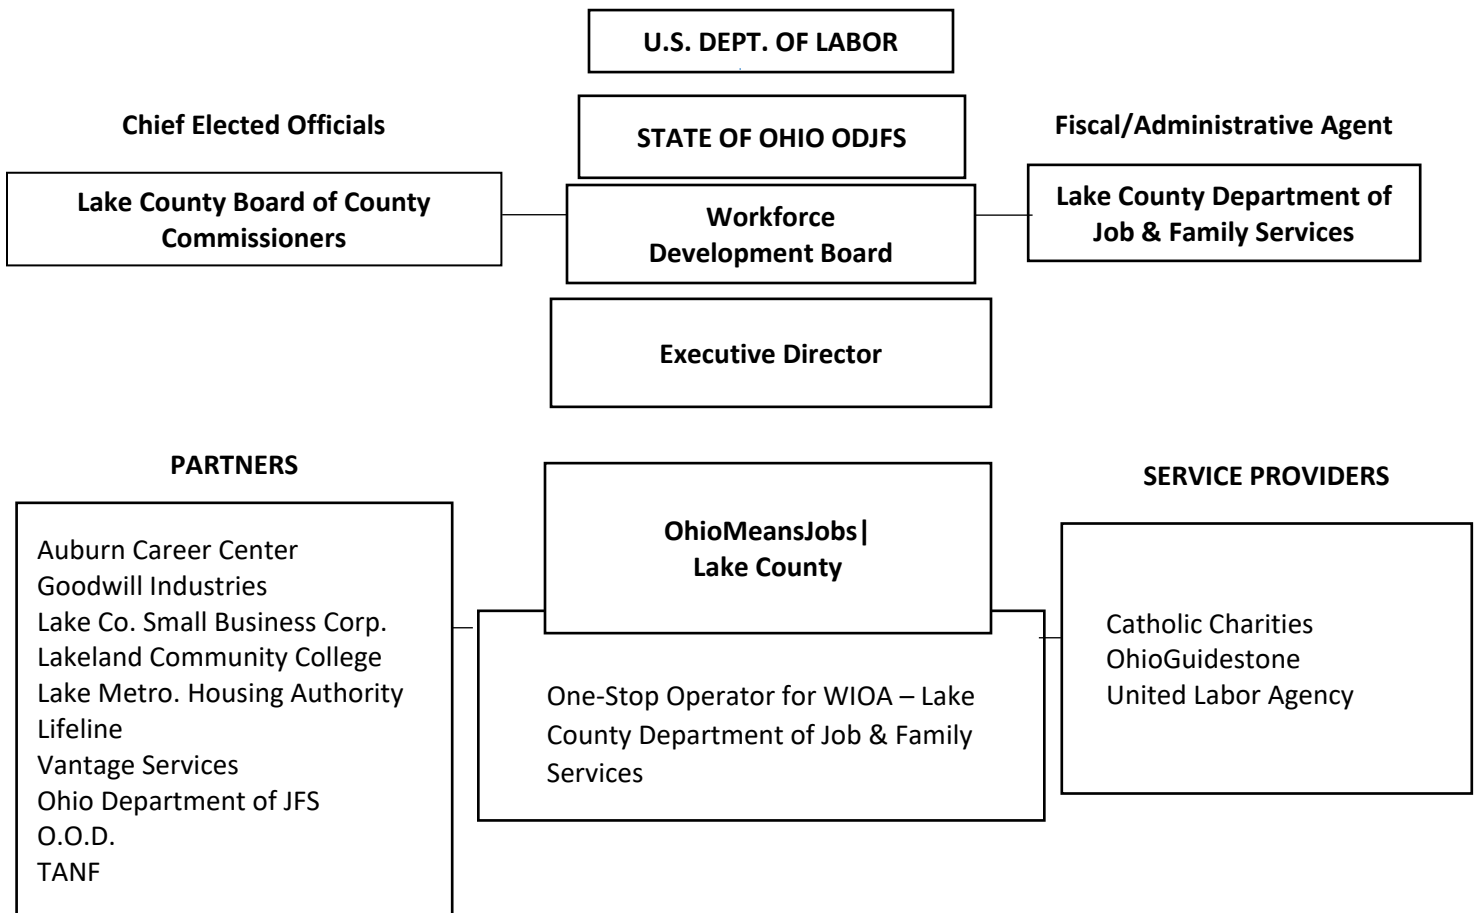 U.S. DEPT. OF LABOR
Chief Elected Officials
STATE OF OHIO ODJFS
Fiscal/Administrative Agent
Lake County Board of County
Commissioners
Workforce
Development Board
Lake County Department of
Job & Family Services
Executive Director
PARTNERS
Auburn Career Center
Goodwill Industries
Lake Co. Small Business Corp.
Lakeland Community College
Lake Metro. Housing Authority
Lifeline
Vantage Services
Ohio Department of JFS
O.O.D.
TANF
OhioMeansJobs|
Lake County
One-Stop Operator for WIOA – Lake
County Department of Job & Family
Services
SERVICE PROVIDERS
Catholic Charities
OhioGuidestone
United Labor Agency